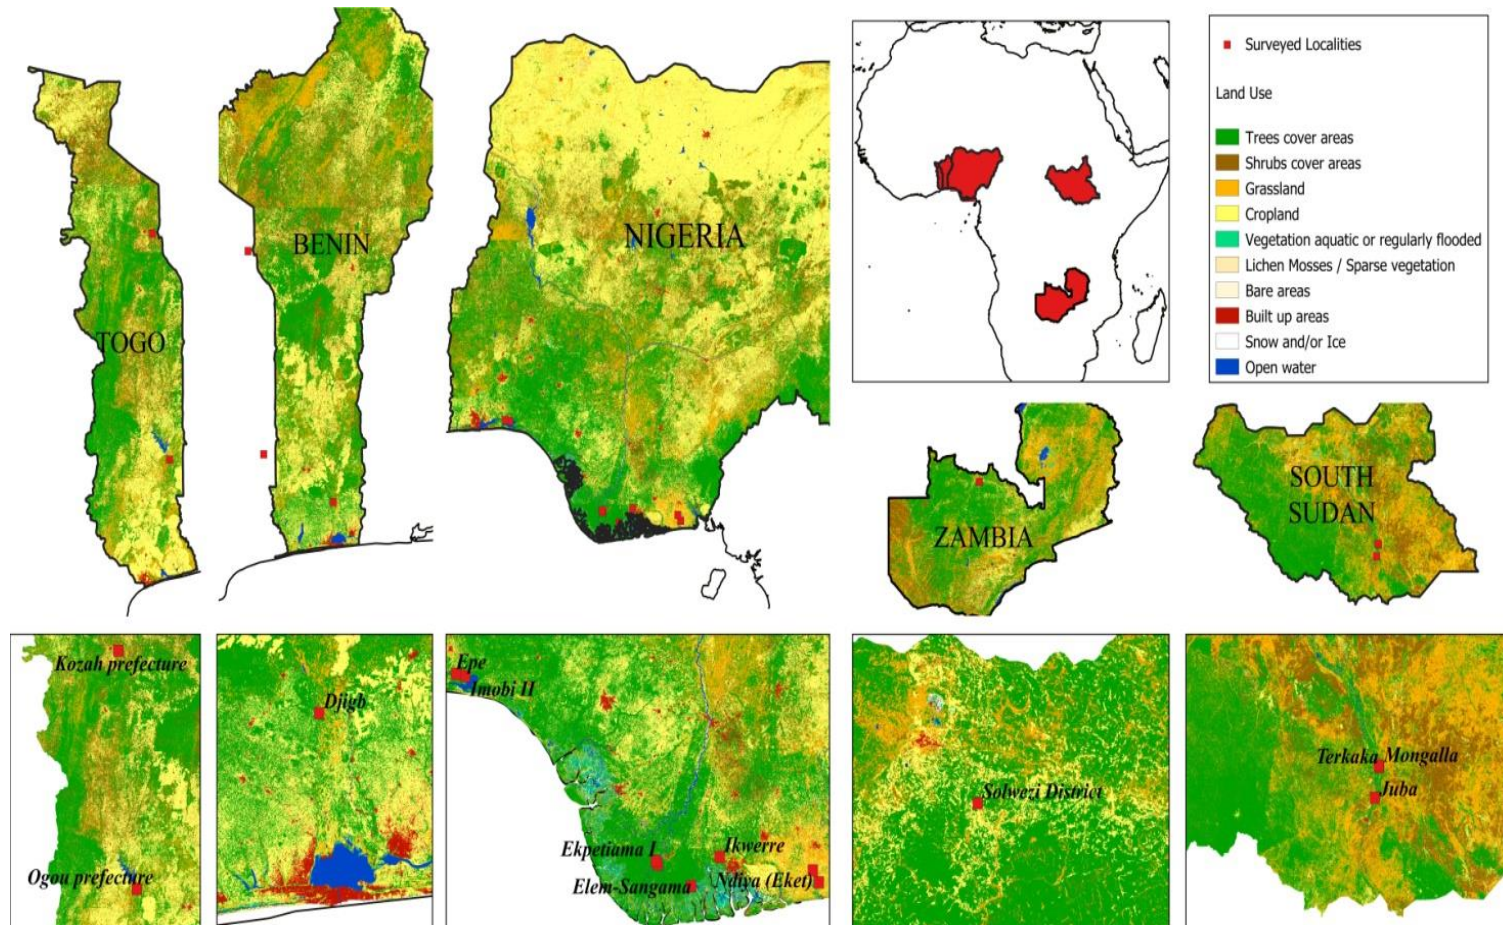 TOGO
BENIN
NIGERIA
Surveyed Localities
Land Use
Trees cover areas
Shrubs cover areas
Grassland
Cropland
Vegetation aquatic or regularly flooded
Lichen Mosses / Sparse vegetation
Bare areas
Built up areas
Snow and/or Ice
Open water
ZAMBIA
SOUTH
SUDAN
Kozah prefecture
Ogou prefecture
Djigb
Epe
Imobi II
Ekpetiama I
Ikwerre
Elem-Sangama
Ndiya (Eket)
Solwezi District
Terkaka Mongalla
Juba